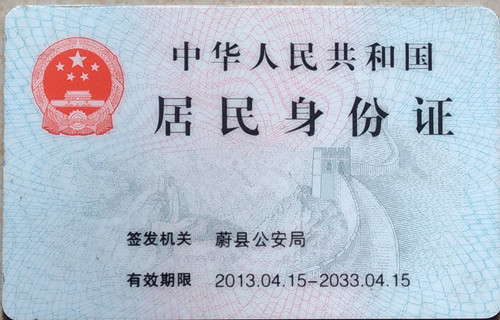 中华人民共和国
居民身份证
签发机关 蔚县公安局
有效期限 2013.04.15-2033.04.15